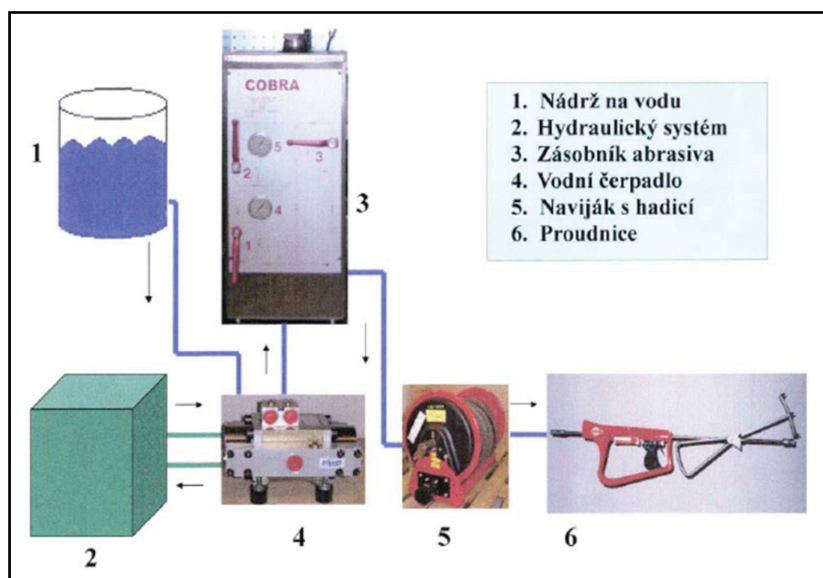 COBRA
5
3
2
4
1
1
3
1. Nádrž na vodu
2. Hydraulický systém
3. Zásobník abrasiva
4. Vodní čerpadlo
5. Naviják s hadicí
6. Proudnice
2
4
5
6